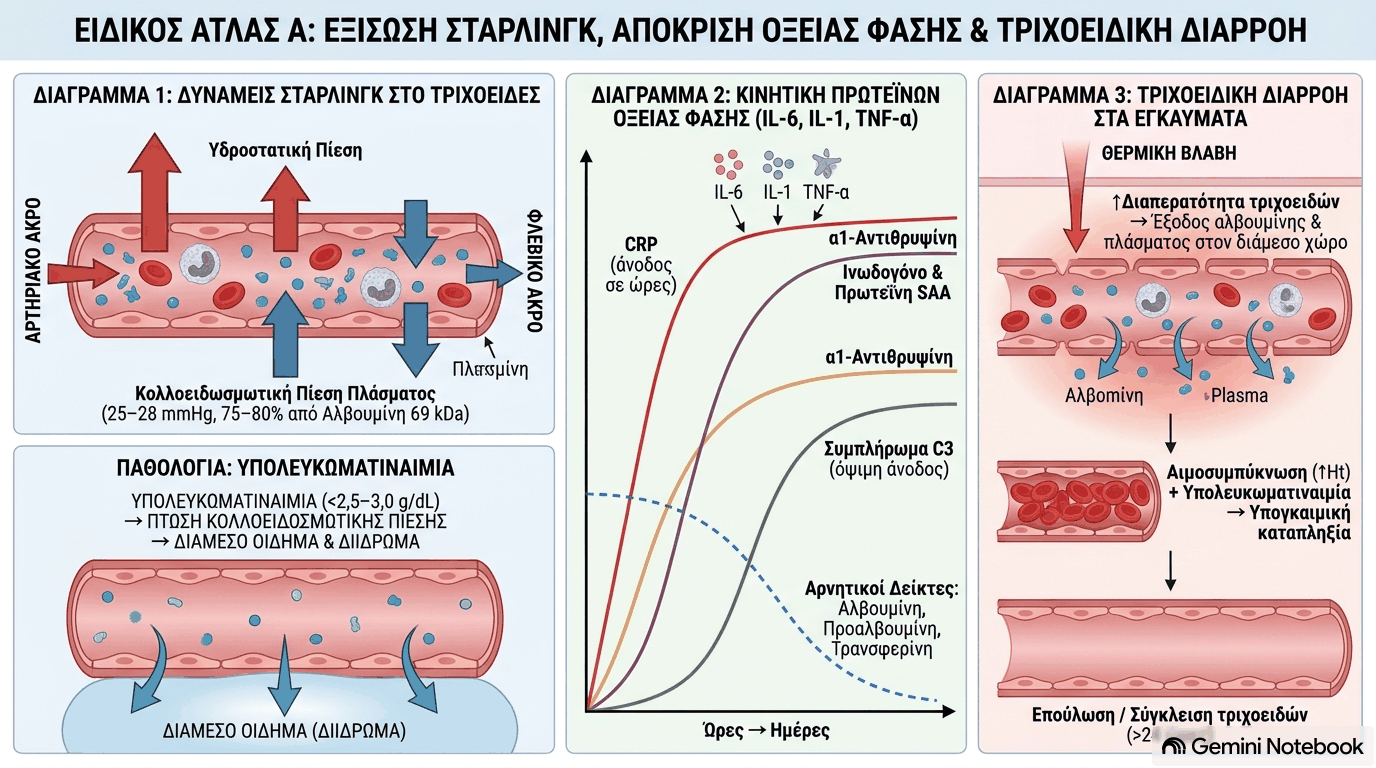 ΕΙΔΙΚΟΣ ΑΤΛΑΣ Α: ΕΞΙΣΩΣΗ ΣΤΑΡΛΙΝΓΚ, ΑΠΟΚΡΙΣΗ ΟΞΕΙΑΣ ΦΑΣΗΣ & ΤΡΙΧΟΕΙΔΙΚΗ ΔΙΑΡΡΟΗ
ΔΙΑΓΡΑΜΜΑ 1: ΔΥΝΑΜΕΙΣ ΣΤΑΡΛΙΝΓΚ ΣΤΟ ΤΡΙΧΟΕΙΔΕΣ
Υδροστατική Πίεση
ΑΡΤΗΡΙΑΚΟ ΑΚΡΟ
ΦΛΕΒΙΚΟ ΑΚΡΟ
Κολλοειδωσμωτική Πίεση Πλάσματος
(25–28 mmHg, 75–80% από Αλβουμίνη 69 kDa)
ΠΑΘΟΛΟΓΙΑ: ΥΠΟΛΕΥΚΩΜΑΤΙΝΑΙΜΙΑ
ΥΠΟΛΕΥΚΩΜΑΤΙΝΑΙΜΙΑ (<2,5–3,0 g/dL)
→ ΠΤΩΣΗ ΚΟΛΛΟΕΙΔΟΣΜΩΤΙΚΗΣ ΠΙΕΣΗΣ
→ ΔΙΑΜΕΣΟ ΟΙΔΗΜΑ & ΔΙΙΔΡΩΜΑ
ΔΙΑΜΕΣΟ ΟΙΔΗΜΑ (ΔΙΙΔΡΩΜΑ)
ΔΙΑΓΡΑΜΜΑ 2: ΚΙΝΗΤΙΚΗ ΠΡΩΤΕΪΝΩΝ
ΟΞΕΙΑΣ ΦΑΣΗΣ (IL-6, IL-1, TNF-α)
IL-6 IL-1 TNF-α
CRP
(άνοδος
σε ώρες)
α1-Αντιθρυψίνη
Ινωδογόνο &
Πρωτεΐνη SAA
α1-Αντιθρυψίνη
Συμπλήρωμα C3
(όψιμη άνοδος)
Αρνητικοί Δείκτες:
Αλβουμίνη,
Προαλβουμίνη,
Τρανσφερίνη
Ώρες → Ημέρες
ΔΙΑΓΡΑΜΜΑ 3: ΤΡΙΧΟΕΙΔΙΚΗ ΔΙΑΡΡΟΗ
ΣΤΑ ΕΓΚΑΥΜΑΤΑ
ΘΕΡΜΙΚΗ ΒΛΑΒΗ
↑Διαπερατότητα τριχοειδών
→ Έξοδος αλβουμίνης &
πλάσματος στον διάμεσο χώρο
Αλβομίνη
Plasma
Αιμοσυμπύκνωση (↑Ht)
+ Υπολευκωματιναιμία
→ Υπογκαιμική
καταπληξία
Επούλωση / Σύγκλειση τριχοειδών
Gemini Notebook